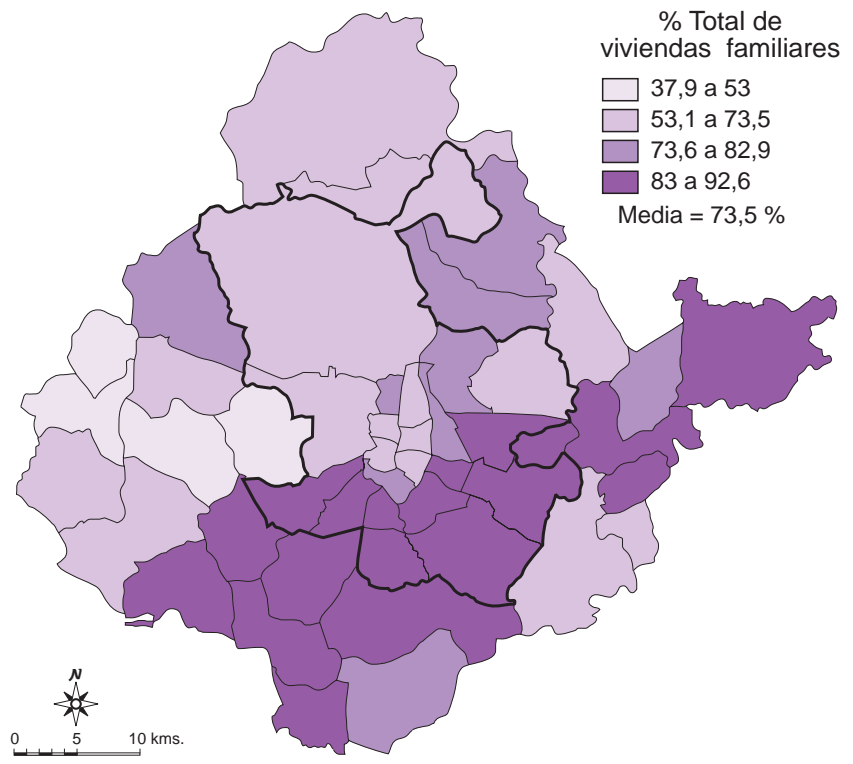 % Total de
viviendas familiares
37,9 a 53
53,1 a 73,5
73,6 a 82,9
83 a 92,6
Media = 73,5 %
N
0 5 10 kms.